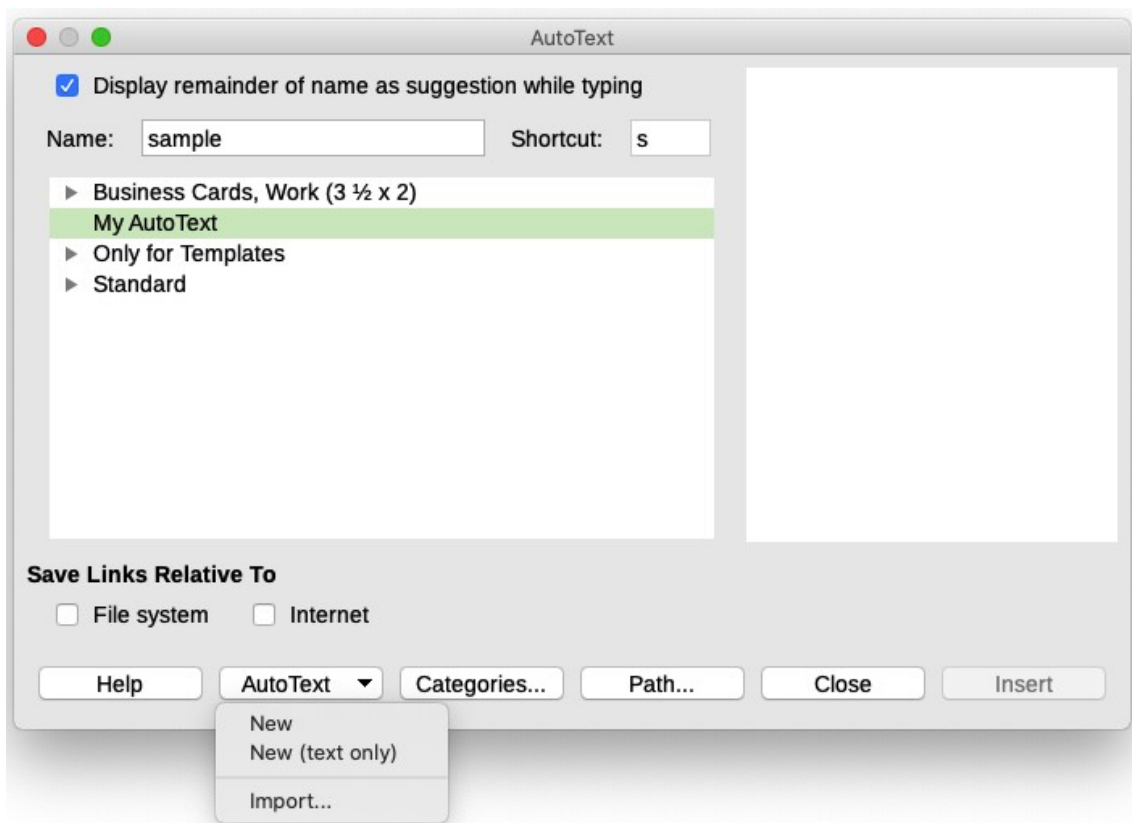 AutoText
Display remainder of name as suggestion while typing
Name: sample Shortcut: s
Business Cards, Work (3 ½ x 2)
My AutoText
Only for Templates
Standard
Save Links Relative To
File system Internet
Help AutoText Categories... Path... Close Insert
New
New (text only)
Import...